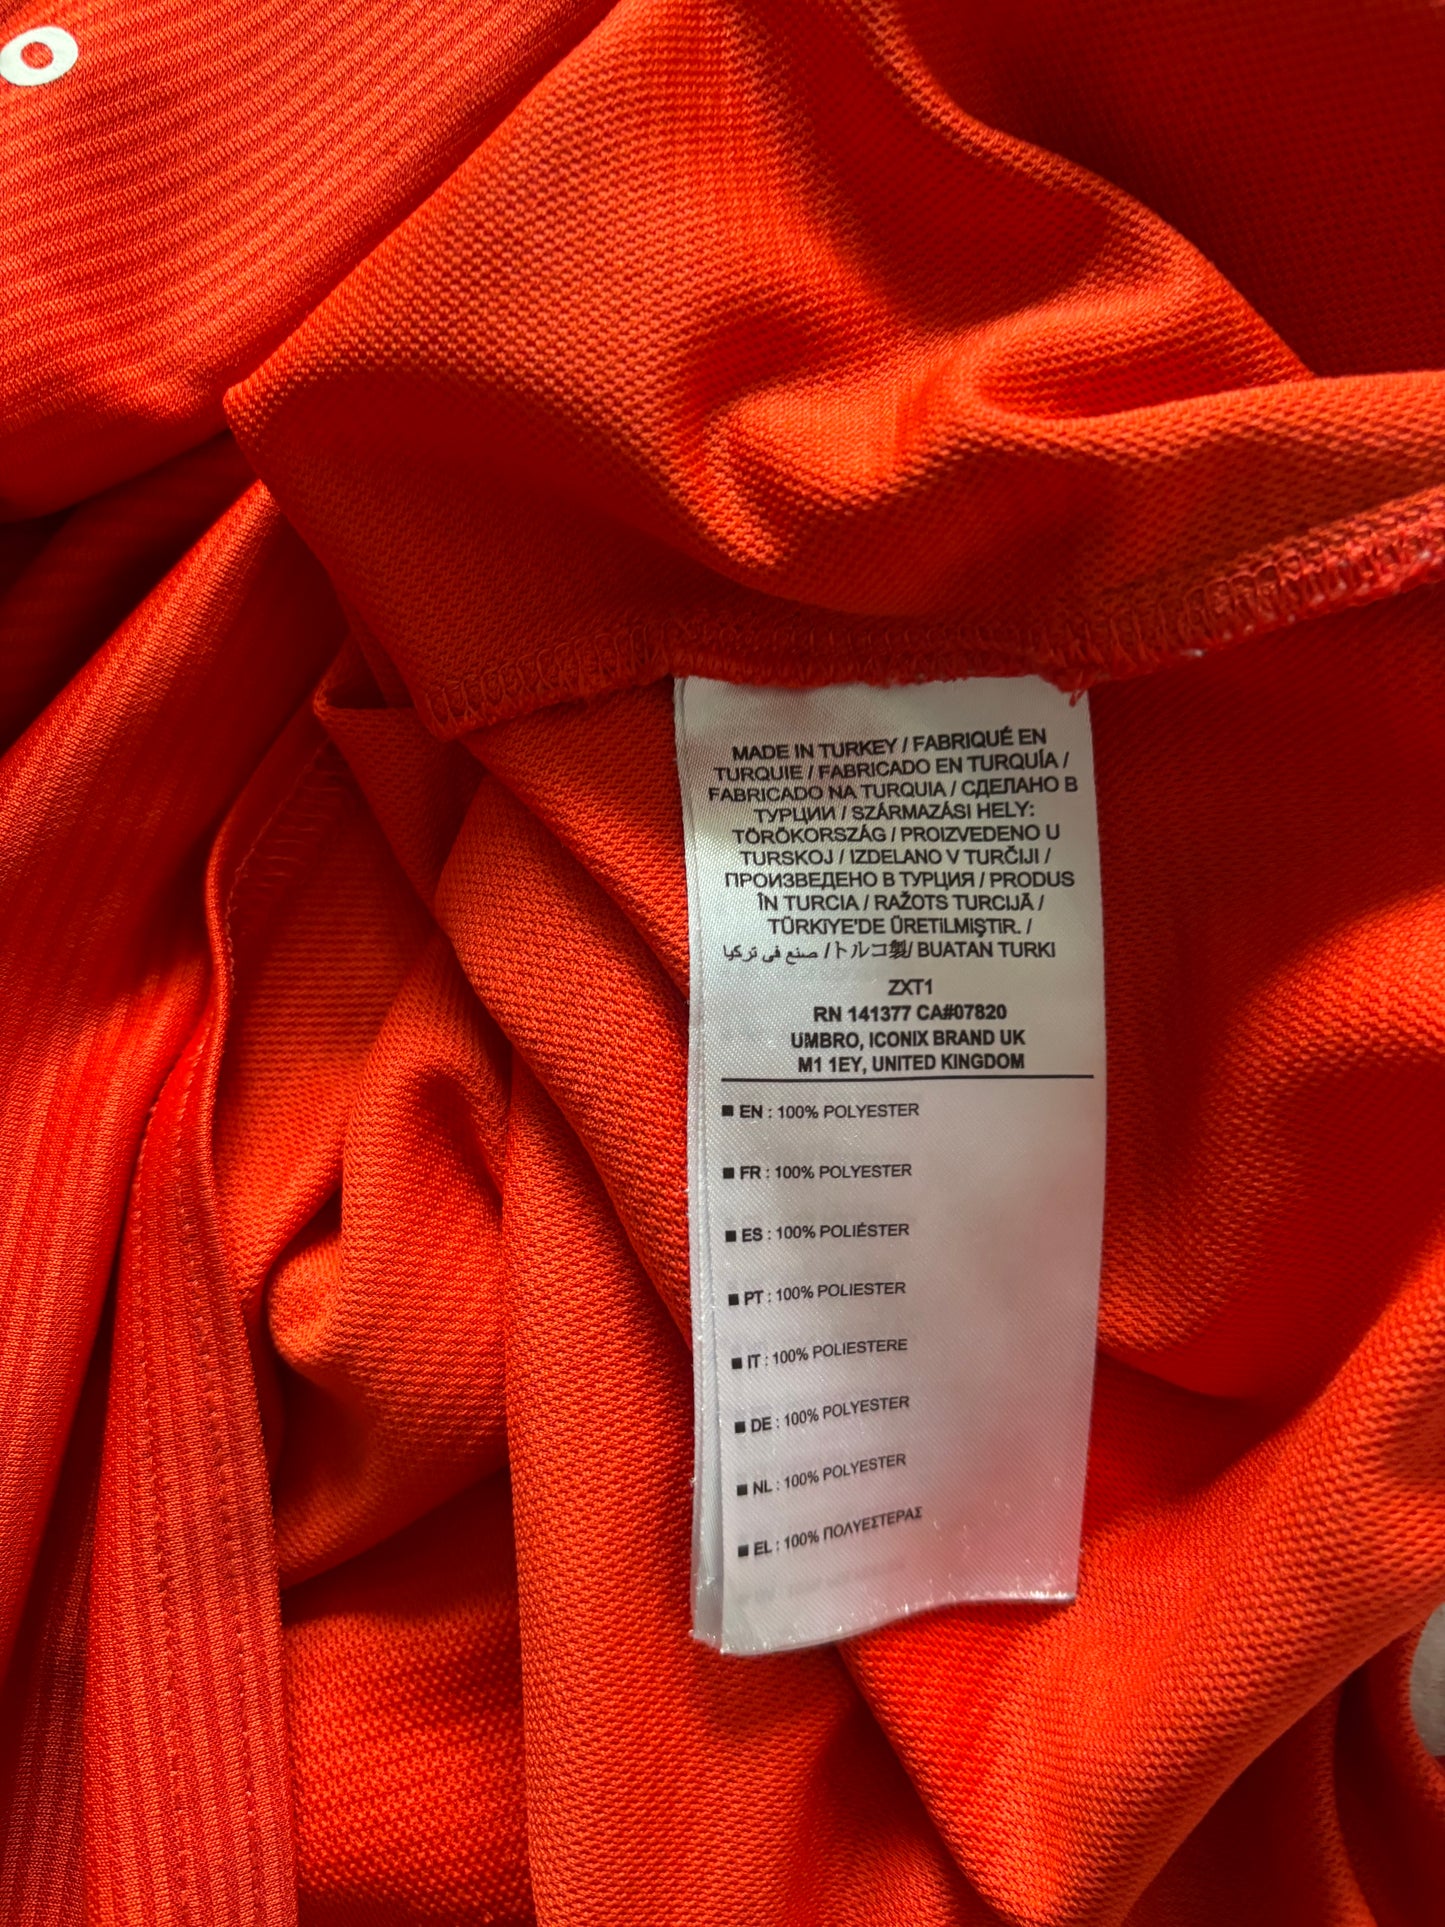 o
MADE IN TURKEY / FABRIQUÉ EN
TURQUIE / FABRICADO EN TURQUÍA /
FABRICADO NA TURQUIA / СДЕЛАНО В
ТУРЦИИ / SZÁRMAZÁSI HELY:
TÖRÖKORSZÁG / PROIZVEDENO U
TURSKOJ / IZDELANO V TURČIJI /
ПРОИЗВЕДЕНО В ТУРЦИЯ / PRODUS
ÎN TURCIA / RAŽOTS TURCIJĀ /
TÜRKiYE'DE ÜRETiLMiŞTiR. /
صنع في تركيا /トルコ製/ BUATAN TURKI
ZXT1
RN 141377 CA#07820
UMBRO, ICONIX BRAND UK
M1 1EY, UNITED KINGDOM
■ EN : 100% POLYESTER
■ FR : 100% POLYESTER
■ ES : 100% POLIÉSTER
■ PT : 100% POLIESTER
■ IT : 100% POLIESTERE
■ DE : 100% POLYESTER
■ NL : 100% POLYESTER
■ EL : 100% ΠΟΛΥΕΣΤΕΡΑΣ